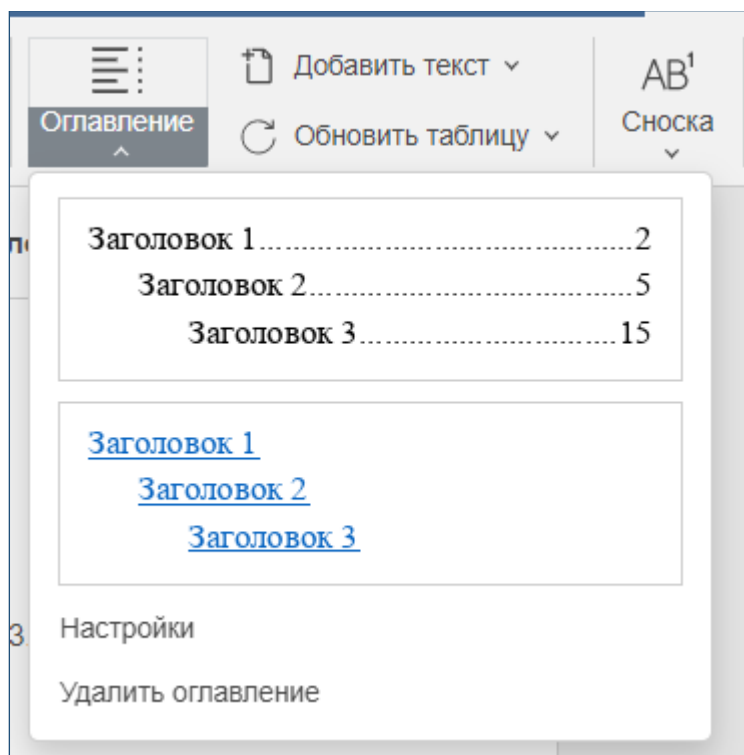 Оглавление
Добавить текст
Обновить таблицу
AB¹
Сноска
Заголовок 1......................................................2
Заголовок 2...............................................5
Заголовок 3.....................................15
Заголовок 1
Заголовок 2
Заголовок 3
3
Настройки
Удалить оглавление